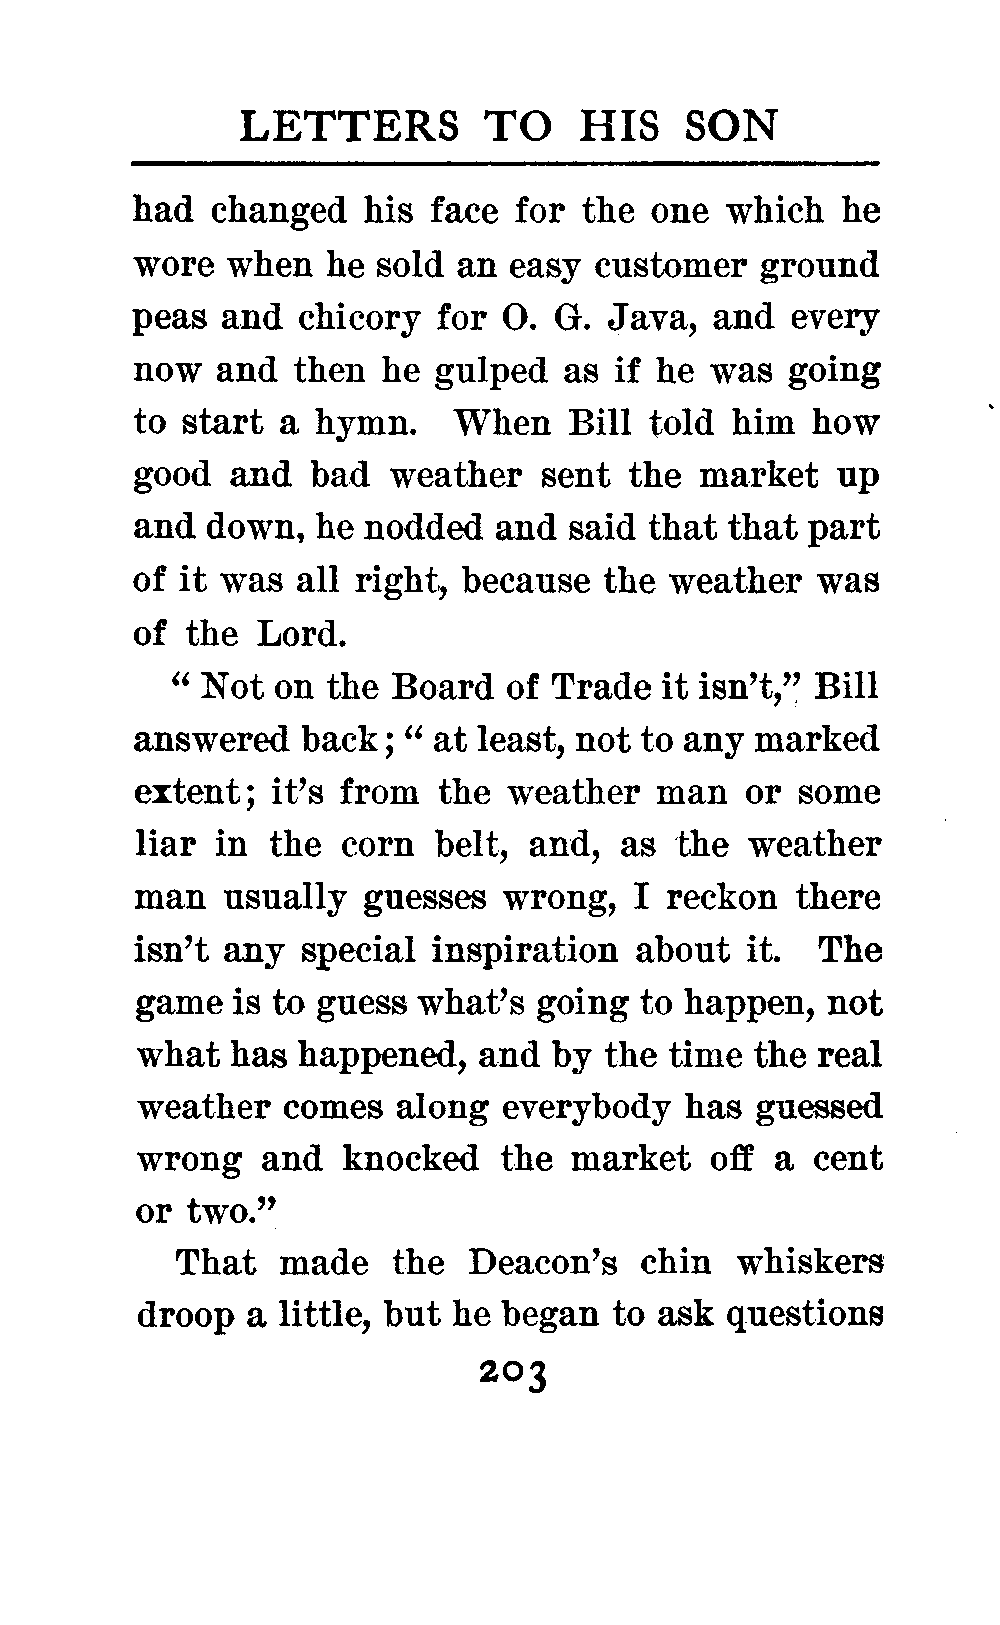 LETTERS TO HIS SON
had changed his face for the one which he
wore when he sold an easy customer ground
peas and chicory for O. G. Java, and every
now and then he gulped as if he was going
to start a hymn. When Bill told him how
good and bad weather sent the market up
and down, he nodded and said that that part
of it was all right, because the weather was
of the Lord.
“ Not on the Board of Trade it isn’t,” Bill
answered back; “ at least, not to any marked
extent; it’s from the weather man or some
liar in the corn belt, and, as the weather
man usually guesses wrong, I reckon there
isn’t any special inspiration about it. The
game is to guess what’s going to happen, not
what has happened, and by the time the real
weather comes along everybody has guessed
wrong and knocked the market off a cent
or two.”
That made the Deacon’s chin whiskers
droop a little, but he began to ask questions
203